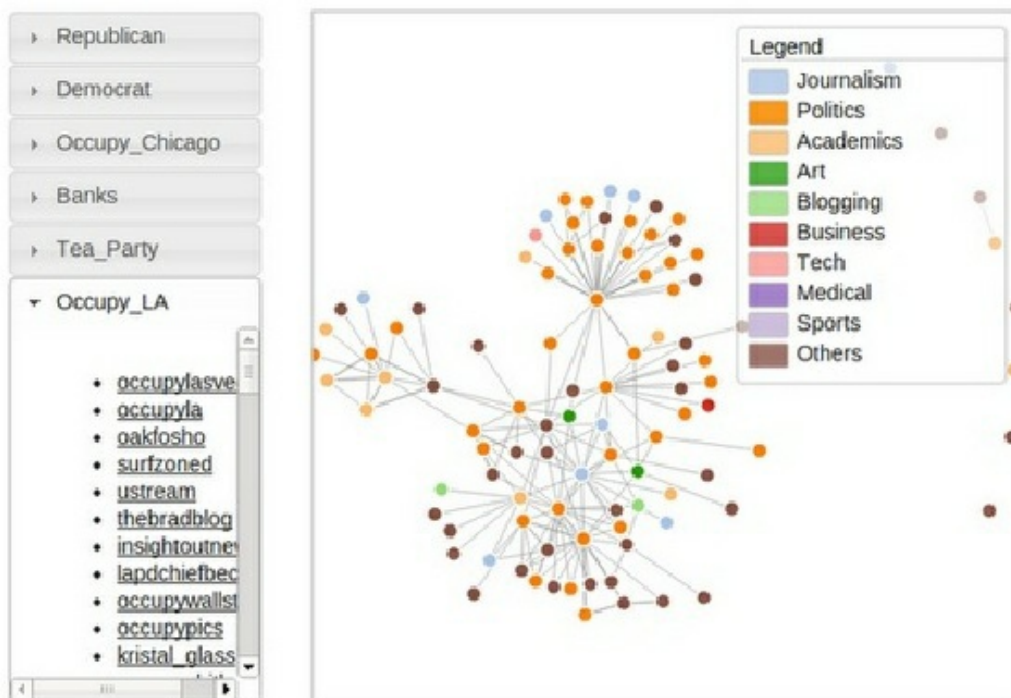 Republican
Democrat
Occupy_Chicago
Banks
Tea_Party
Occupy_LA
occupylasve
occupyla
oakfosho
surfzoned
ustream
thebradblog
insightoutne
lapdchiefbec
occupywallst
occupypics
kristal_glass
Legend
Journalism
Politics
Academics
Art
Blogging
Business
Tech
Medical
Sports
Others